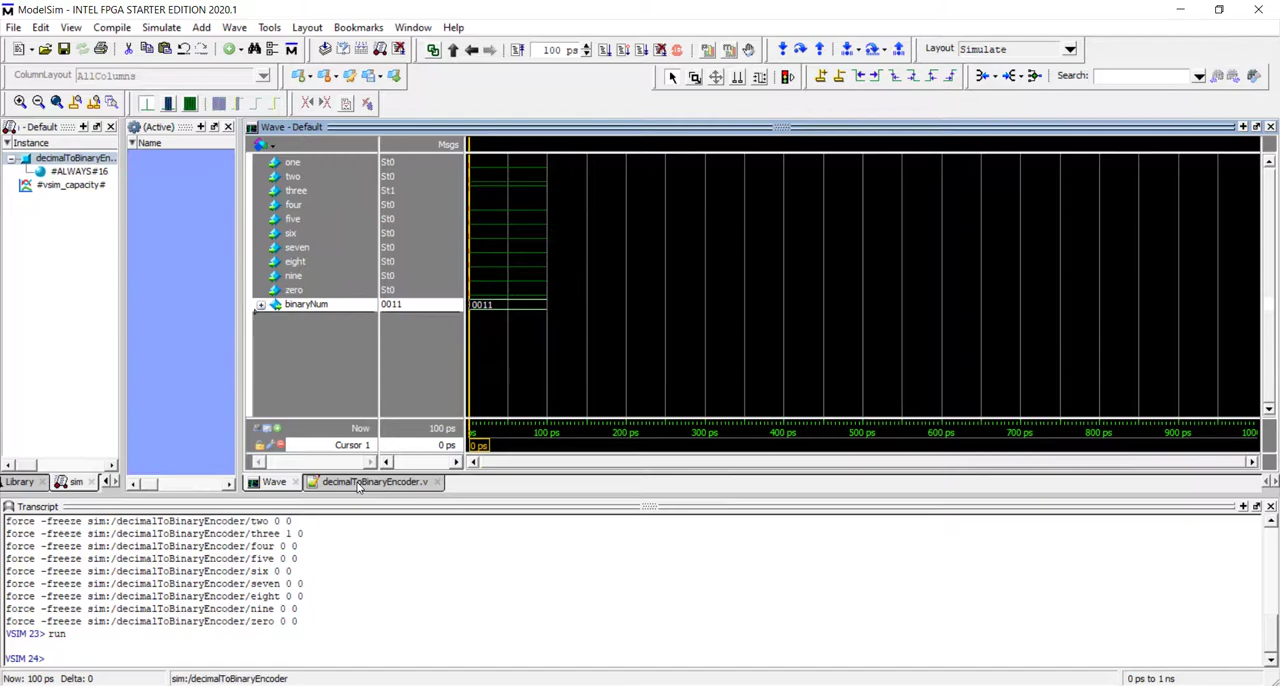 ModelSim - INTEL FPGA STARTER EDITION 2020.1
File Edit View Compile Simulate Add Wave Tools Layout Bookmarks Window Help
100 ps
Layout Simulate
ColumnLayout AllColumns
Search:
- Default
(Active)
Wave - Default
Instance
Name
Msgs
decimalToBinaryEn...
#ALWAYS#16
#vsim_capacity#
one St0
two St0
three St1
four St0
five St0
six St0
seven St0
eight St0
nine St0
zero St0
binaryNum 0011 0011
Now 100 ps
ps 100 ps 200 ps 300 ps 400 ps 500 ps 600 ps 700 ps 800 ps 900 ps 1000
Cursor 1 0 ps 0 ps
Library sim Wave decimalToBinaryEncoder.v
Transcript
force -freeze sim:/decimalToBinaryEncoder/two 0 0
force -freeze sim:/decimalToBinaryEncoder/three 1 0
force -freeze sim:/decimalToBinaryEncoder/four 0 0
force -freeze sim:/decimalToBinaryEncoder/five 0 0
force -freeze sim:/decimalToBinaryEncoder/six 0 0
force -freeze sim:/decimalToBinaryEncoder/seven 0 0
force -freeze sim:/decimalToBinaryEncoder/eight 0 0
force -freeze sim:/decimalToBinaryEncoder/nine 0 0
force -freeze sim:/decimalToBinaryEncoder/zero 0 0
VSIM 23> run
VSIM 24>
Now: 100 ps Delta: 0 sim:/decimalToBinaryEncoder 0 ps to 1 ns